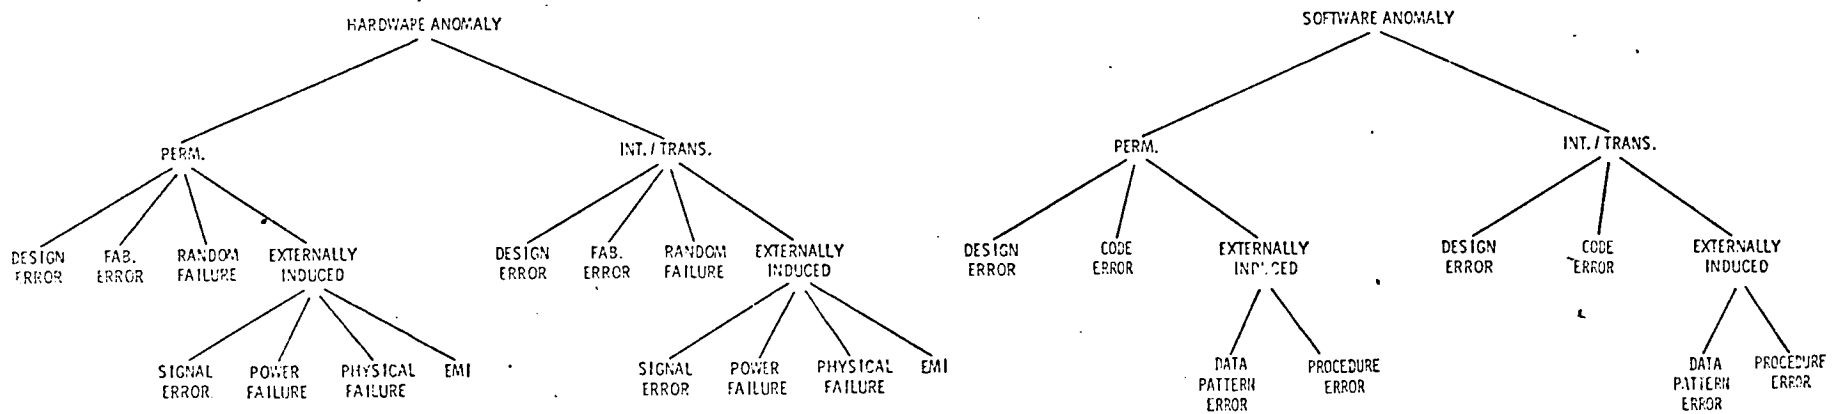 HARDWARE ANOMALY
SOFTWARE ANOMALY
PERM.
INT. / TRANS.
PERM.
INT. / TRANS.
DESIGN
ERROR
FAB.
ERROR
RANDOM
FAILURE
EXTERNALLY
INDUCED
DESIGN
ERROR
FAB.
ERROR
RANDOM
FAILURE
EXTERNALLY
INDUCED
DESIGN
ERROR
CODE
ERROR
EXTERNALLY
INDUCED
DESIGN
ERROR
CODE
ERROR
EXTERNALLY
INDUCED
SIGNAL
ERROR
POWER
FAILURE
PHYSICAL
FAILURE
EMI
SIGNAL
ERROR
POWER
FAILURE
PHYSICAL
FAILURE
EMI
DATA
PATTERN
ERROR
PROCEDURE
ERROR
DATA
PATTERN
ERROR
PROCEDURE
ERROR